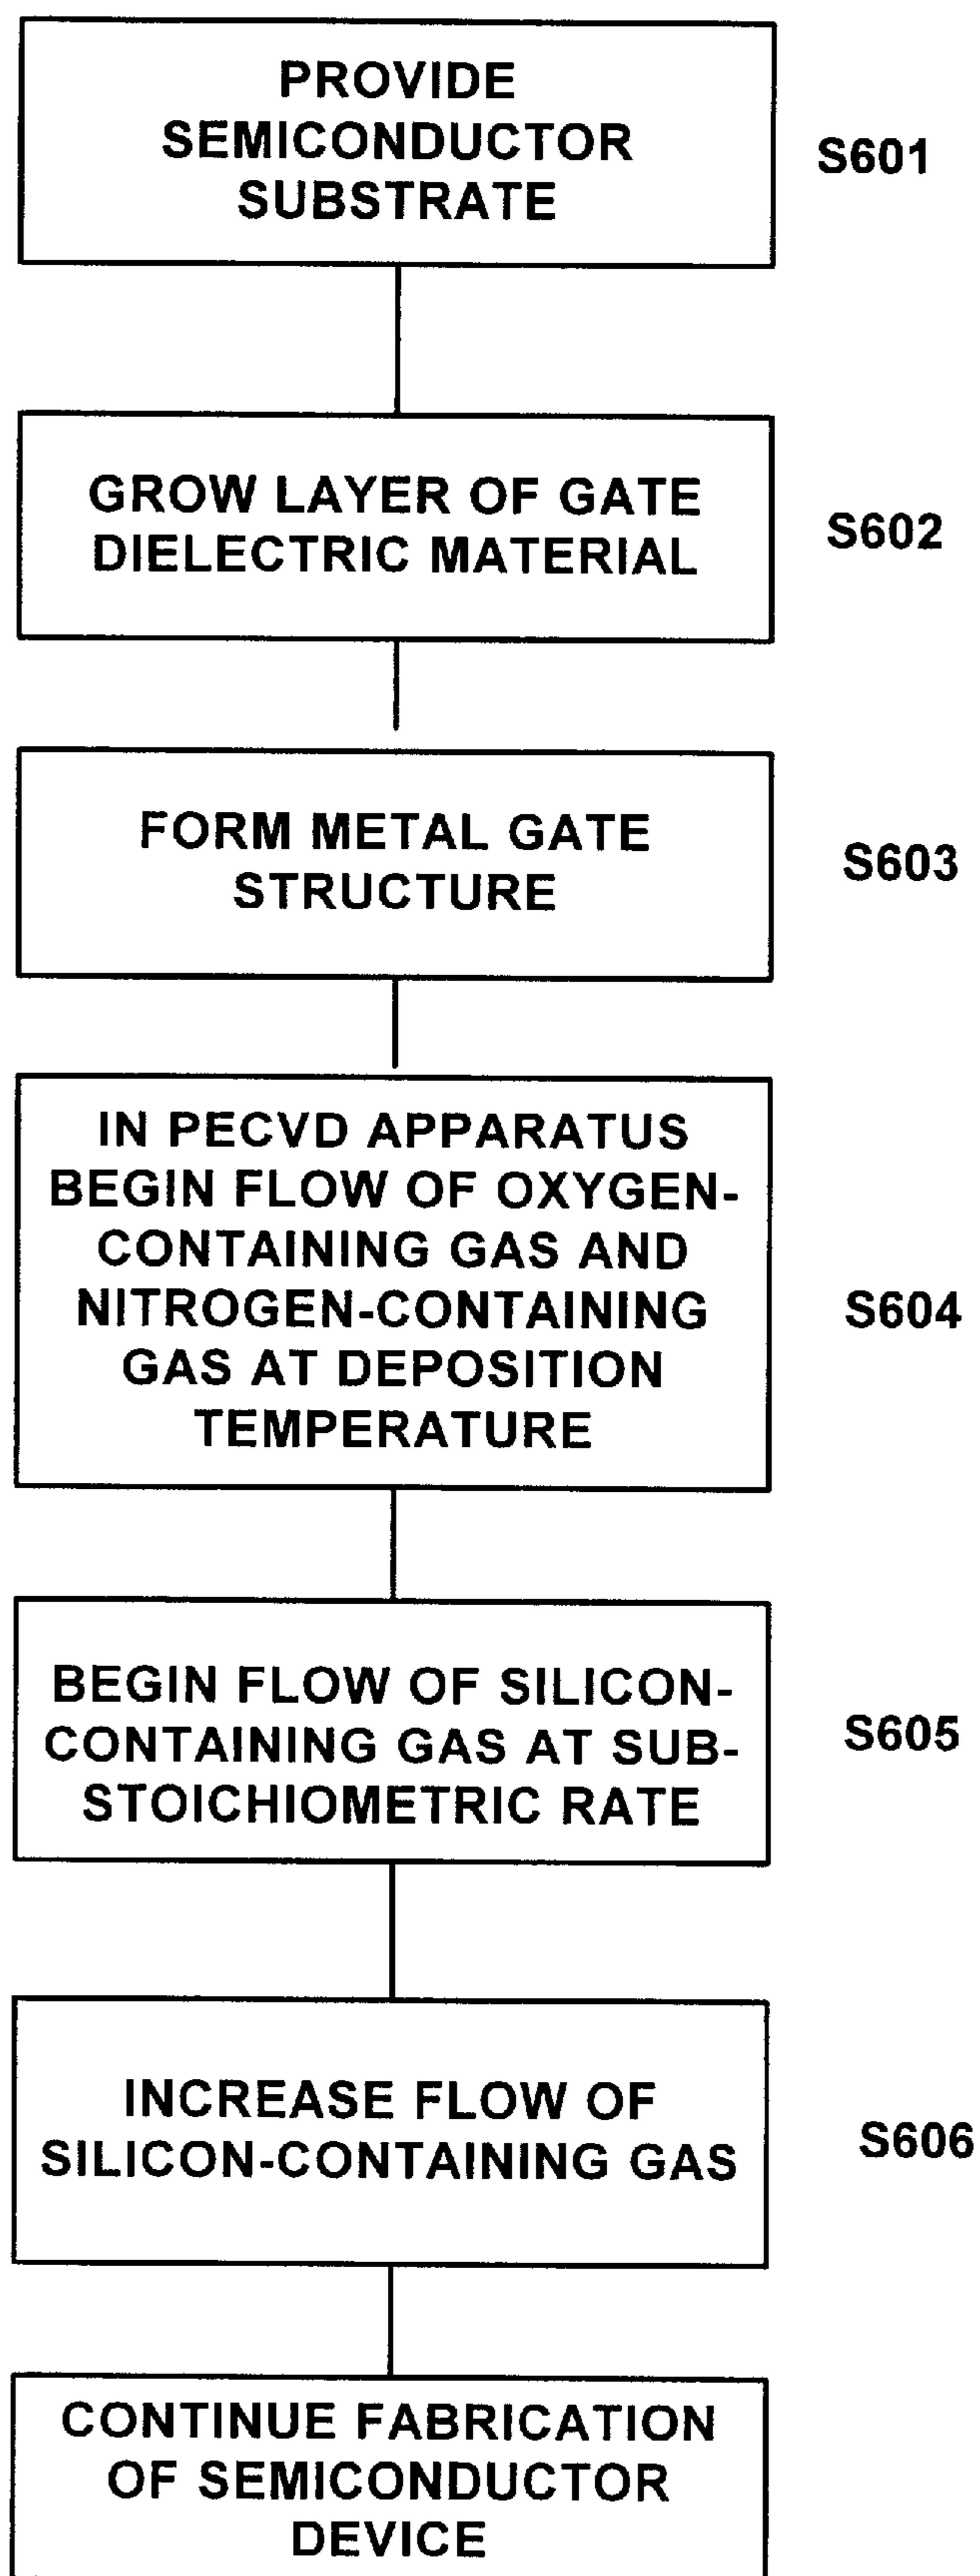 PROVIDE
SEMICONDUCTOR
SUBSTRATE
S601
GROW LAYER OF GATE
DIELECTRIC MATERIAL
S602
FORM METAL GATE
STRUCTURE
S603
IN PECVD APPARATUS
BEGIN FLOW OF OXYGEN-
CONTAINING GAS AND
NITROGEN-CONTAINING
GAS AT DEPOSITION
TEMPERATURE
S604
BEGIN FLOW OF SILICON-
CONTAINING GAS AT SUB-
STOICHIOMETRIC RATE
S605
INCREASE FLOW OF
SILICON-CONTAINING GAS
S606
CONTINUE FABRICATION
OF SEMICONDUCTOR
DEVICE